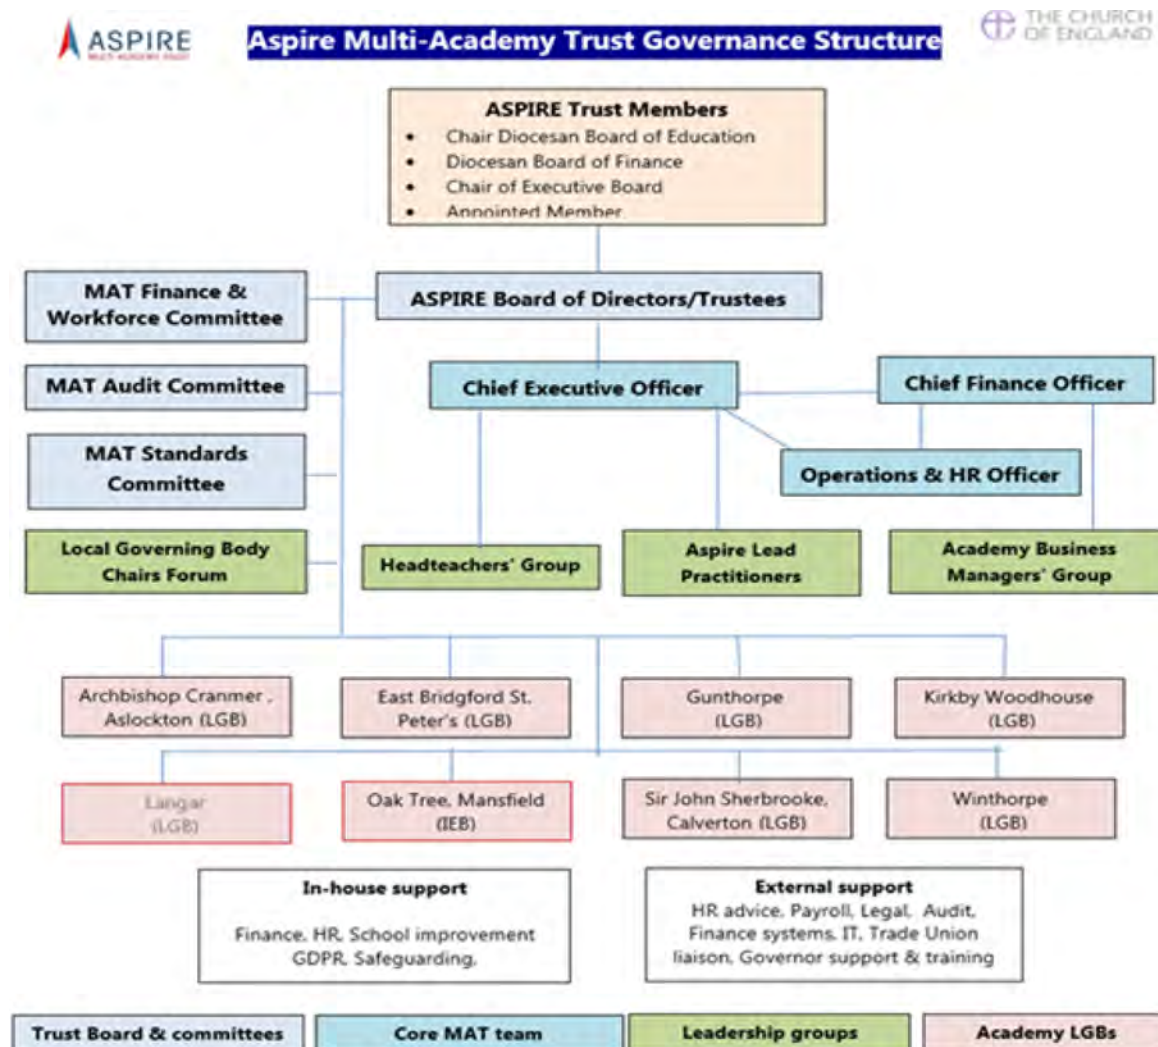 ASPIRE
MULTI-ACADEMY TRUST
Aspire Multi-Academy Trust Governance Structure
THE CHURCH
OF ENGLAND
ASPIRE Trust Members
• Chair Diocesan Board of Education
• Diocesan Board of Finance
• Chair of Executive Board
• Appointed Member
MAT Finance &
Workforce Committee
ASPIRE Board of Directors/Trustees
MAT Audit Committee
Chief Executive Officer
Chief Finance Officer
MAT Standards
Committee
Operations & HR Officer
Local Governing Body
Chairs Forum
Headteachers' Group
Aspire Lead
Practitioners
Academy Business
Managers' Group
Archbishop Cranmer .
Aslockton (LGB)
East Bridgford St.
Peter's (LGB)
Gunthorpe
(LGB)
Kirkby Woodhouse
(LGB)
Langar
(LGB)
Oak Tree, Mansfield
(IEB)
Sir John Sherbrooke,
Calverton (LGB)
Winthorpe
(LGB)
In-house support
Finance, HR, School improvement
GDPR, Safeguarding,
External support
HR advice, Payroll, Legal, Audit,
Finance systems, IT, Trade Union
liaison, Governor support & training
Trust Board & committees
Core MAT team
Leadership groups
Academy LGBs